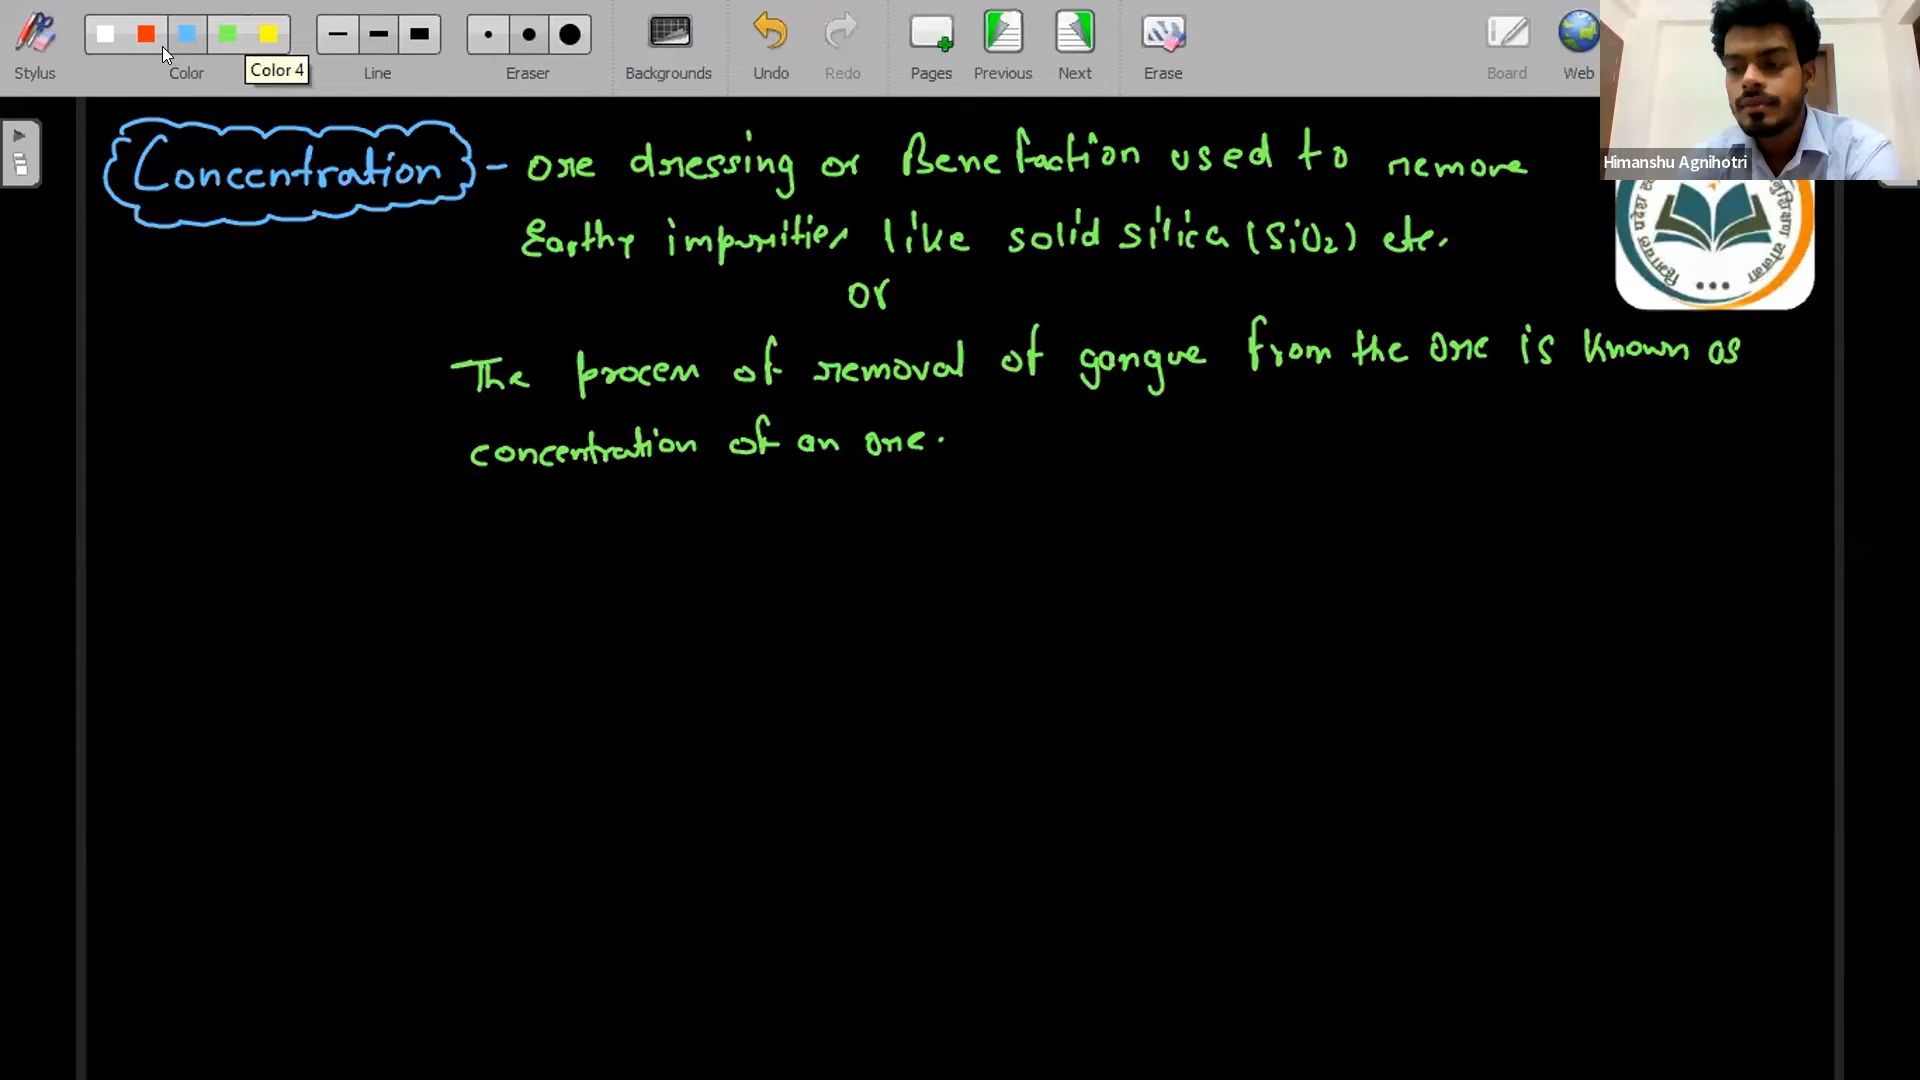 Stylus Color Line Eraser Backgrounds Undo Redo Pages Previous Next Erase Board Web
Color 4
Himanshu Agnihotri
Concentration - Ore dressing or Benefaction used to remove
Earthy impurities like solid silica (SiO₂) etc.
or
The process of removal of gangue from the ore is known as
concentration of an ore.